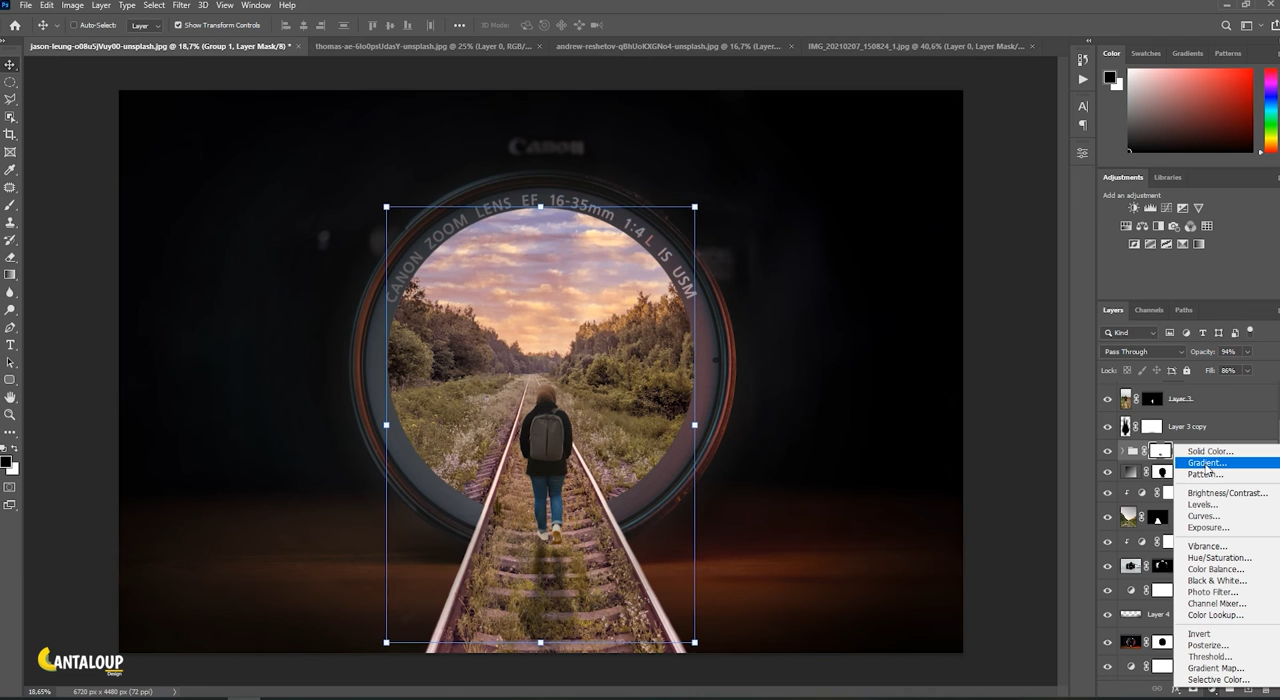 File Edit Image Layer Type Select Filter 3D View Window Help
Auto-Select: Layer Show Transform Controls 3D Mode:
jason-leung-o08u5jVuy00-unsplash.jpg @ 18,7% (Group 1, Layer Mask/8) *
thomas-ae-6Io0psUdasY-unsplash.jpg @ 25% (Layer 0, RGB/...
andrew-reshetov-qBhUoKXGNo4-unsplash.jpg @ 16,7% (Layer...
IMG_20210207_150824_1.jpg @ 40,6% (Layer 0, Layer Mask/...
Color Swatches Gradients Patterns
Canon
CANON ZOOM LENS EF 16-35mm 1:4 L IS USM
Adjustments Libraries
Add an adjustment
Layers Channels Paths
Kind
Pass Through Opacity: 94%
Lock: Fill: 86%
Layer 3
Layer 3 copy
Layer 4
Solid Color...
Gradient...
Pattern...
Brightness/Contrast...
Levels...
Curves...
Exposure...
Vibrance...
Hue/Saturation...
Color Balance...
Black & White...
Photo Filter...
Channel Mixer...
Color Lookup...
Invert
Posterize...
Threshold...
Gradient Map...
Selective Color...
CANTALOUP
Design
18,65% 6720 px x 4480 px (72 ppi)